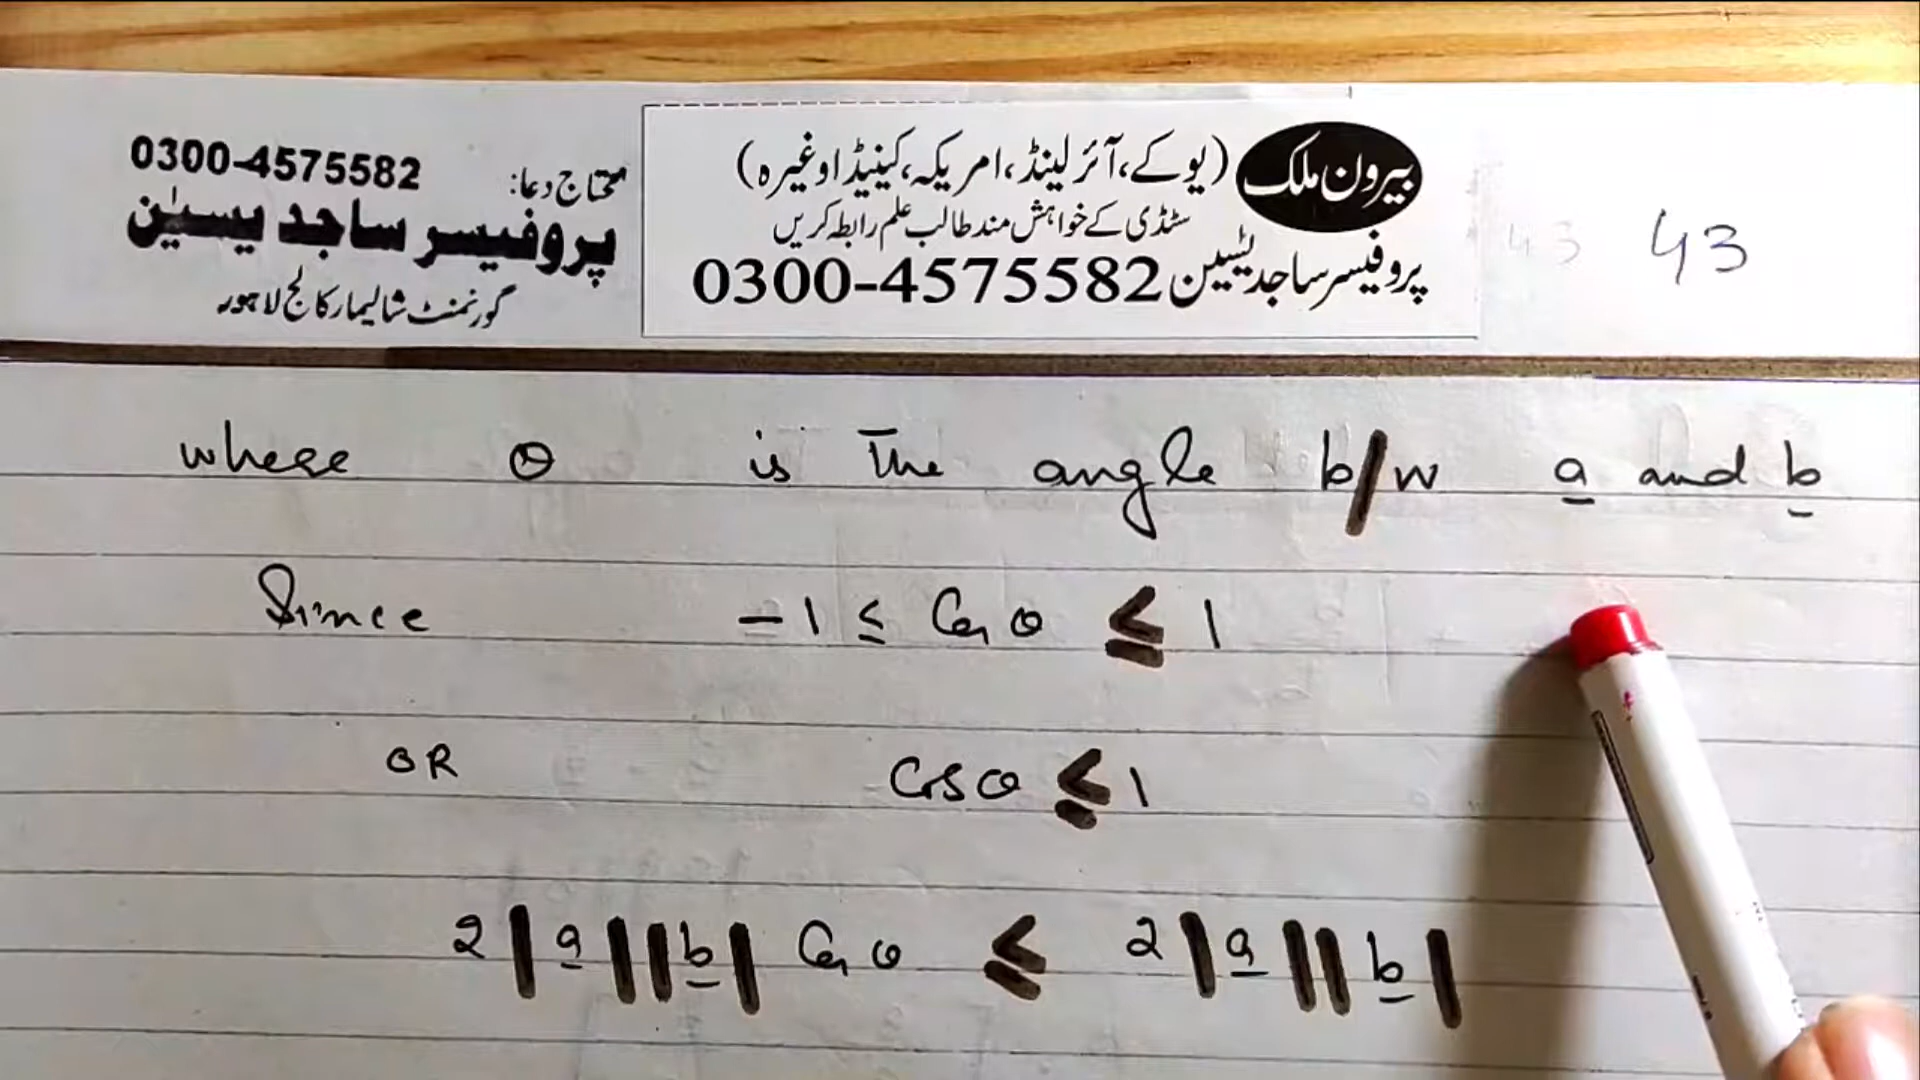 0300-4575582
محتاج دعا:
پروفیسر ساجد یسیٰن
گورنمنٹ شالیمار کالج لاہور
بیرون ملک (یوکے، آئرلینڈ، امریکہ، کینیڈا وغیرہ)
سٹڈی کے خواہش مند طالب علم رابطہ کریں
پروفیسر ساجد یٰسین 0300-4575582
43 43
where θ is The angle b/w a and b
Since -1 ≤ Cos θ ≤ 1
OR Cos θ ≤ 1
2|a||b| Cos θ ≤ 2|a||b|